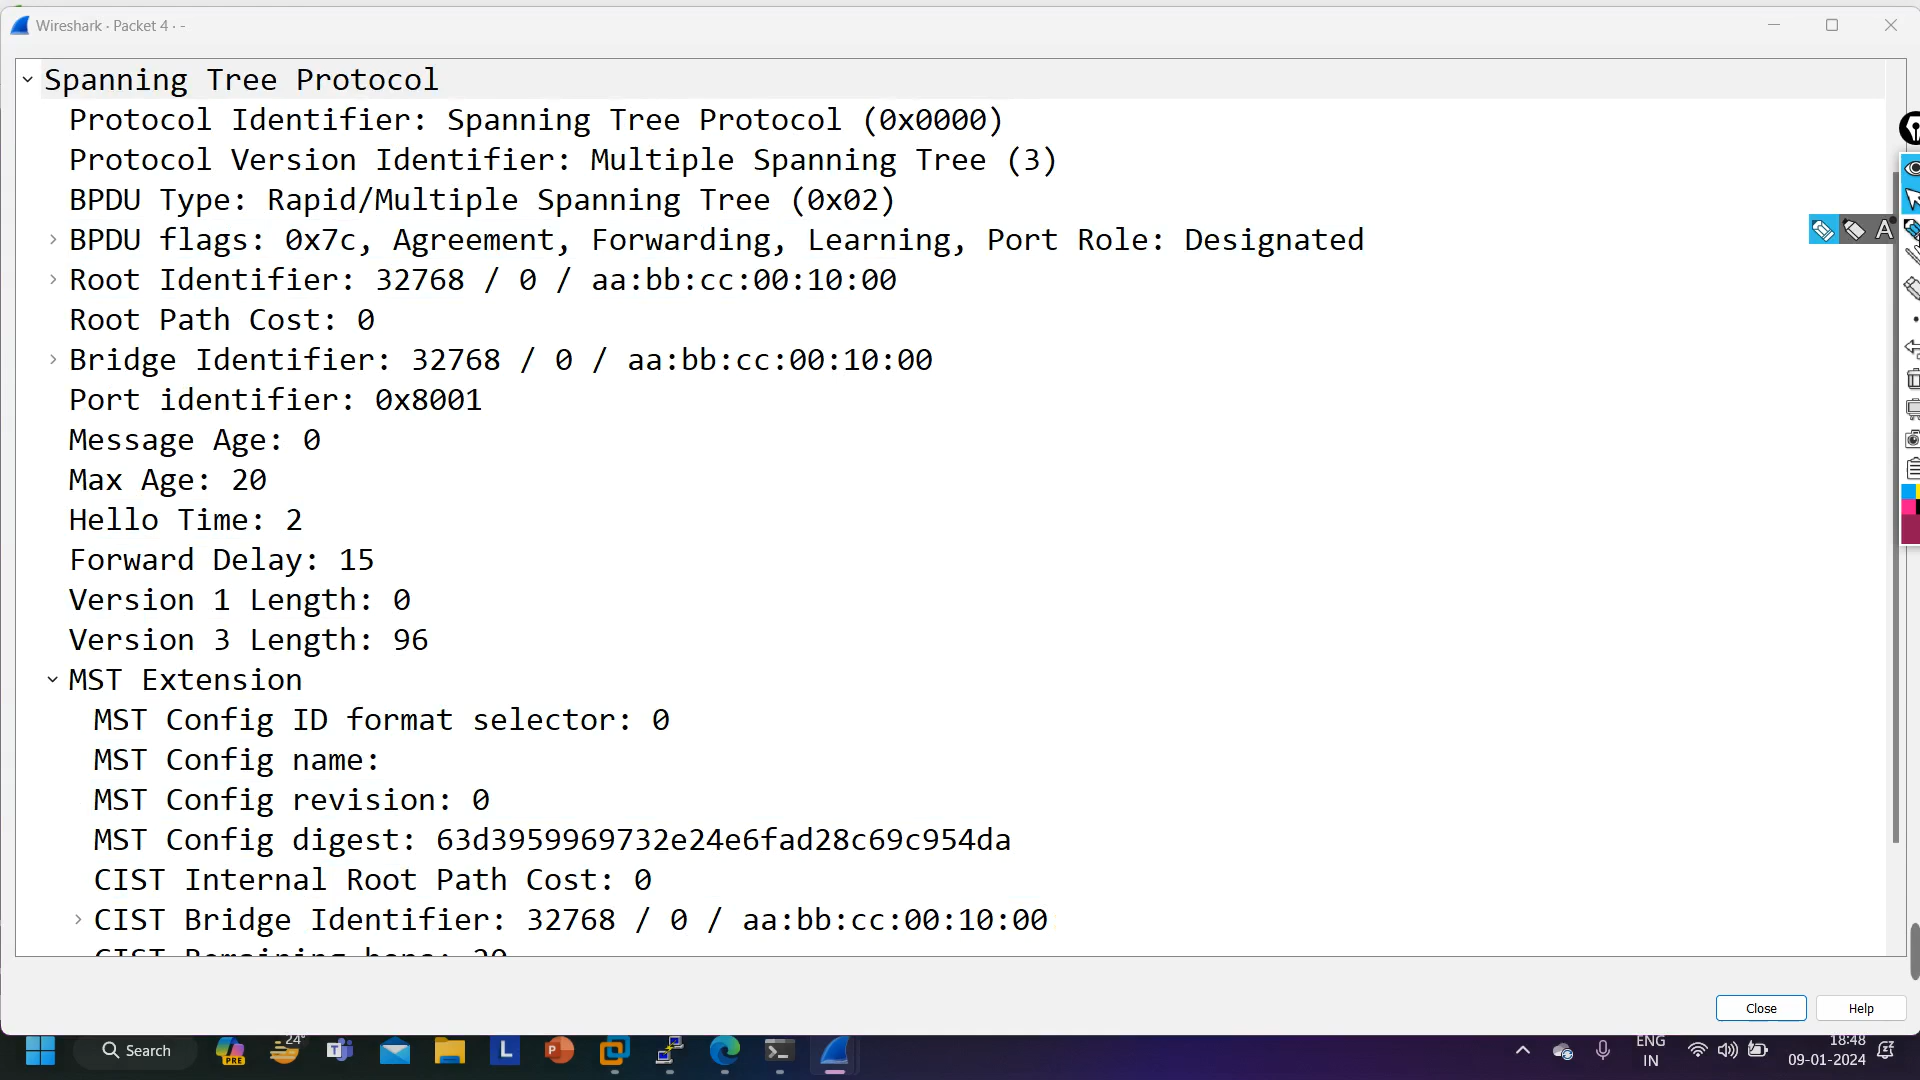 Wireshark · Packet 4 · -
Spanning Tree Protocol
Protocol Identifier: Spanning Tree Protocol (0x0000)
Protocol Version Identifier: Multiple Spanning Tree (3)
BPDU Type: Rapid/Multiple Spanning Tree (0x02)
BPDU flags: 0x7c, Agreement, Forwarding, Learning, Port Role: Designated
Root Identifier: 32768 / 0 / aa:bb:cc:00:10:00
Root Path Cost: 0
Bridge Identifier: 32768 / 0 / aa:bb:cc:00:10:00
Port identifier: 0x8001
Message Age: 0
Max Age: 20
Hello Time: 2
Forward Delay: 15
Version 1 Length: 0
Version 3 Length: 96
MST Extension
MST Config ID format selector: 0
MST Config name:
MST Config revision: 0
MST Config digest: 63d3959969732e24e6fad28c69c954da
CIST Internal Root Path Cost: 0
CIST Bridge Identifier: 32768 / 0 / aa:bb:cc:00:10:00
CIST Remaining hops: 20
A
Close
Help
Search
PRE
24°
L
ENG
IN
18:48
09-01-2024